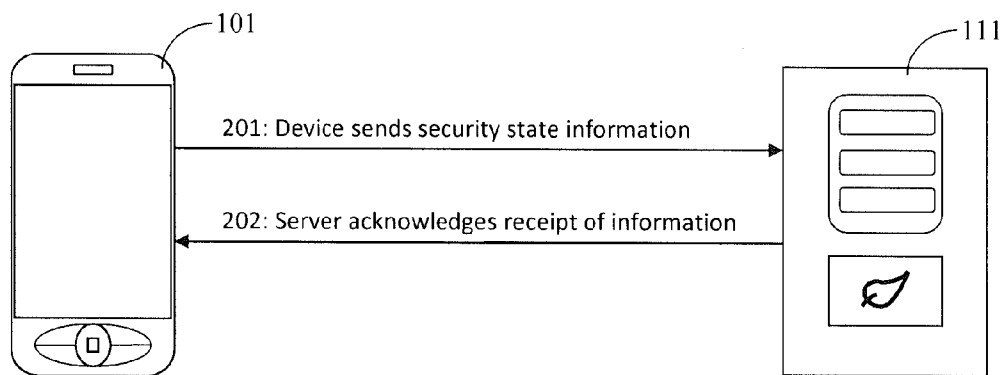 101
111
201: Device sends security state information
202: Server acknowledges receipt of information